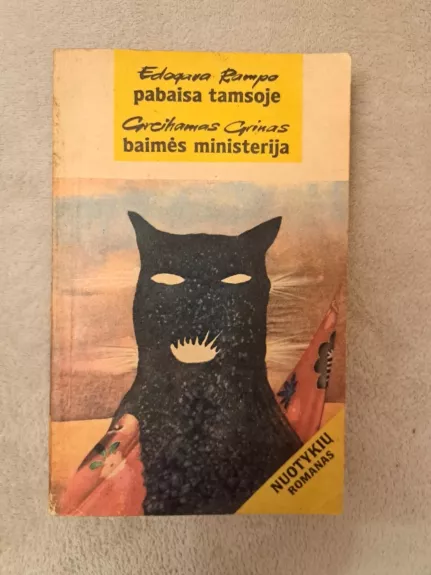 Edogava Rampo
pabaisa tamsoje
Greihamas Grinas
baimės ministerija
NUOTYKIŲ
ROMANAS